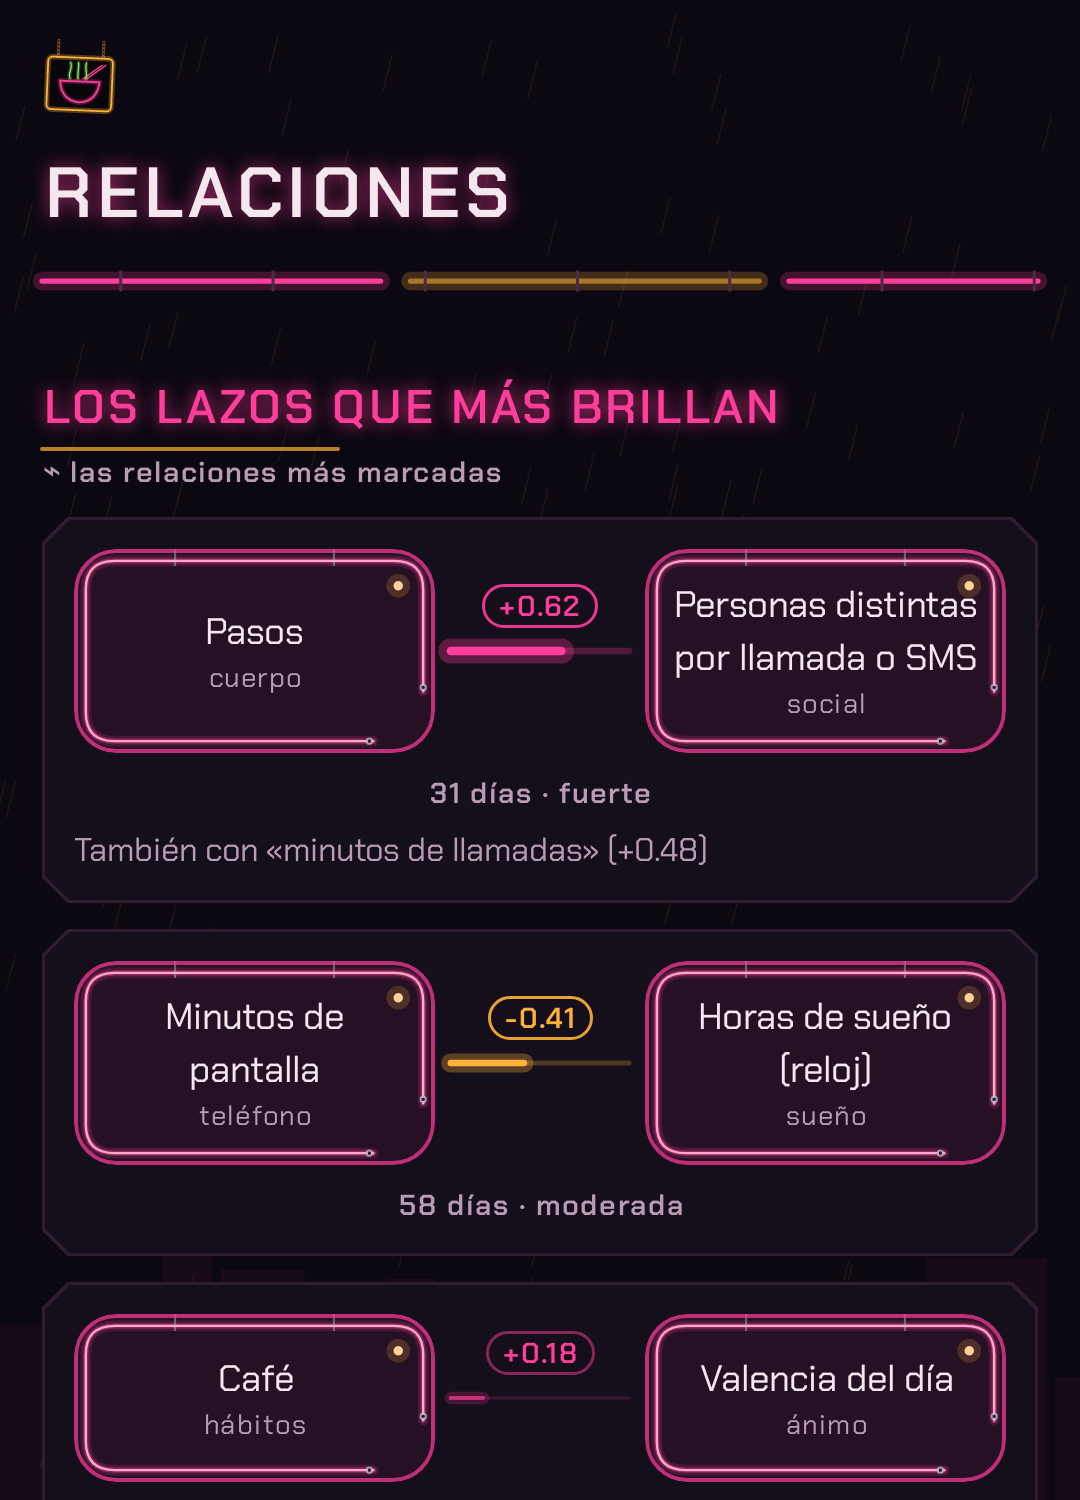 RELACIONES
LOS LAZOS QUE MÁS BRILLAN
⌁ las relaciones más marcadas
Pasos
cuerpo
+0.62
Personas distintas
por llamada o SMS
social
31 días · fuerte
También con «minutos de llamadas» (+0.48)
Minutos de
pantalla
teléfono
-0.41
Horas de sueño
(reloj)
sueño
58 días · moderada
Café
hábitos
+0.18
Valencia del día
ánimo